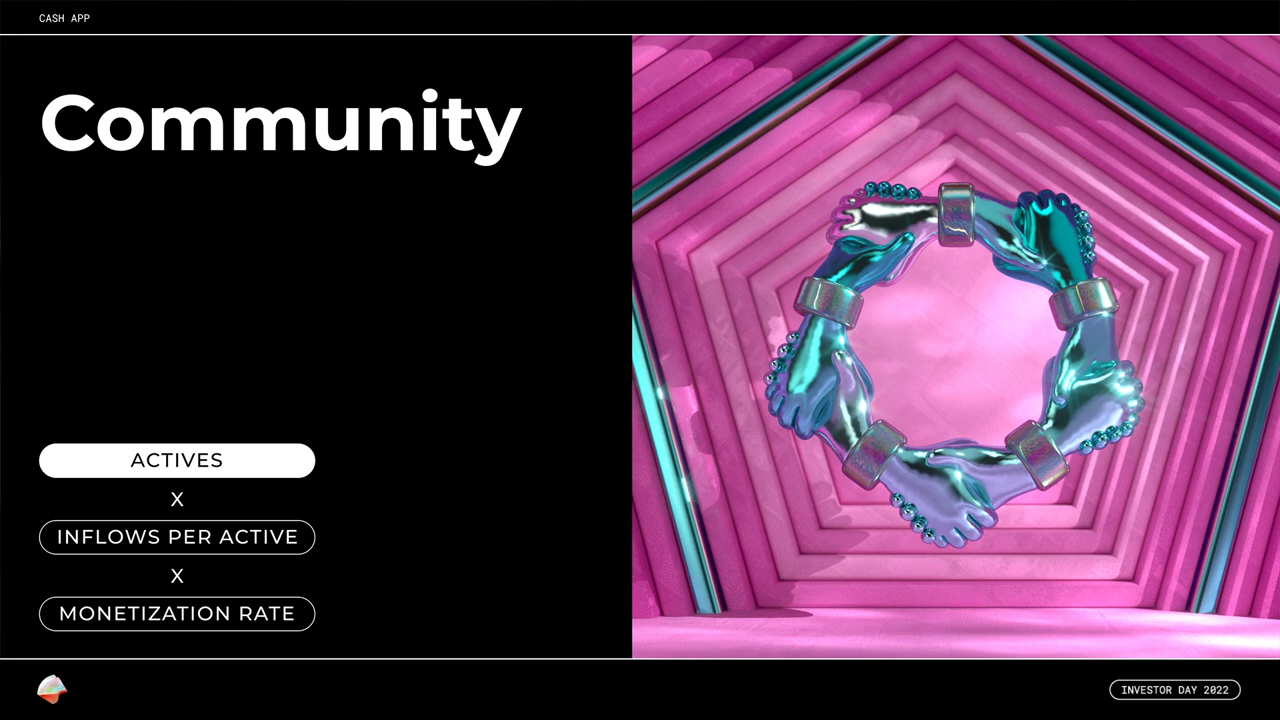 CASH APP
Community
ACTIVES
X
INFLOWS PER ACTIVE
X
MONETIZATION RATE
INVESTOR DAY 2022